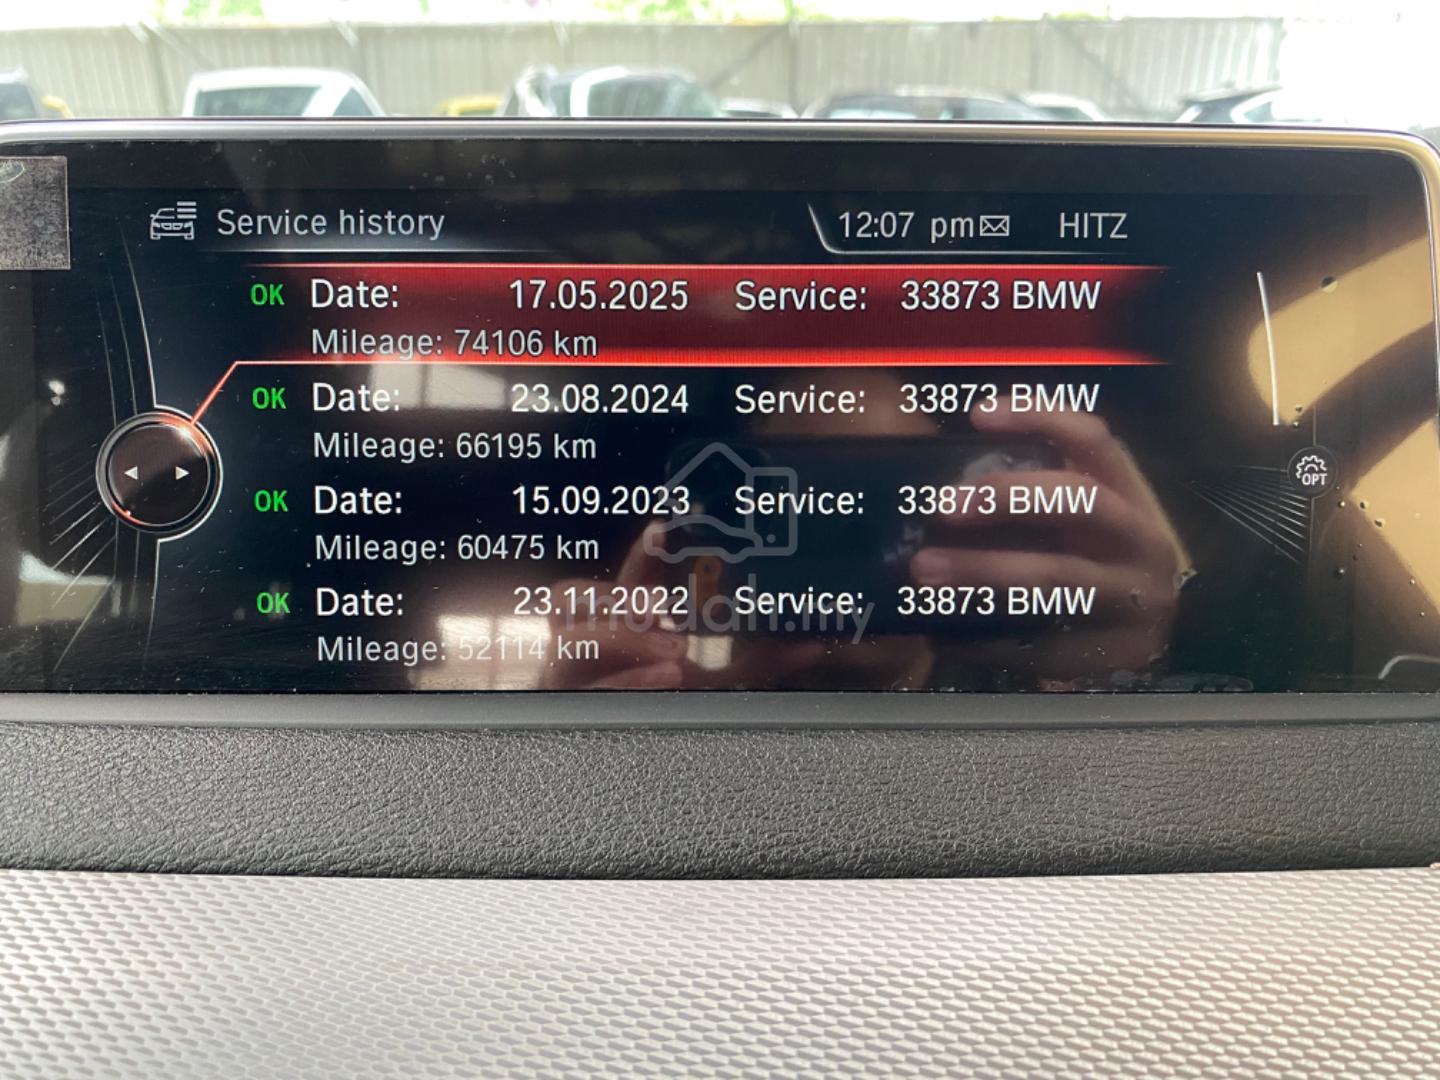 Service history 12:07 pm HITZ
OK Date: 17.05.2025 Service: 33873 BMW
Mileage: 74106 km
OK Date: 23.08.2024 Service: 33873 BMW
Mileage: 66195 km
OPT
OK Date: 15.09.2023 Service: 33873 BMW
Mileage: 60475 km
OK Date: 23.11.2022 Service: 33873 BMW
mudah.my
Mileage: 52114 km